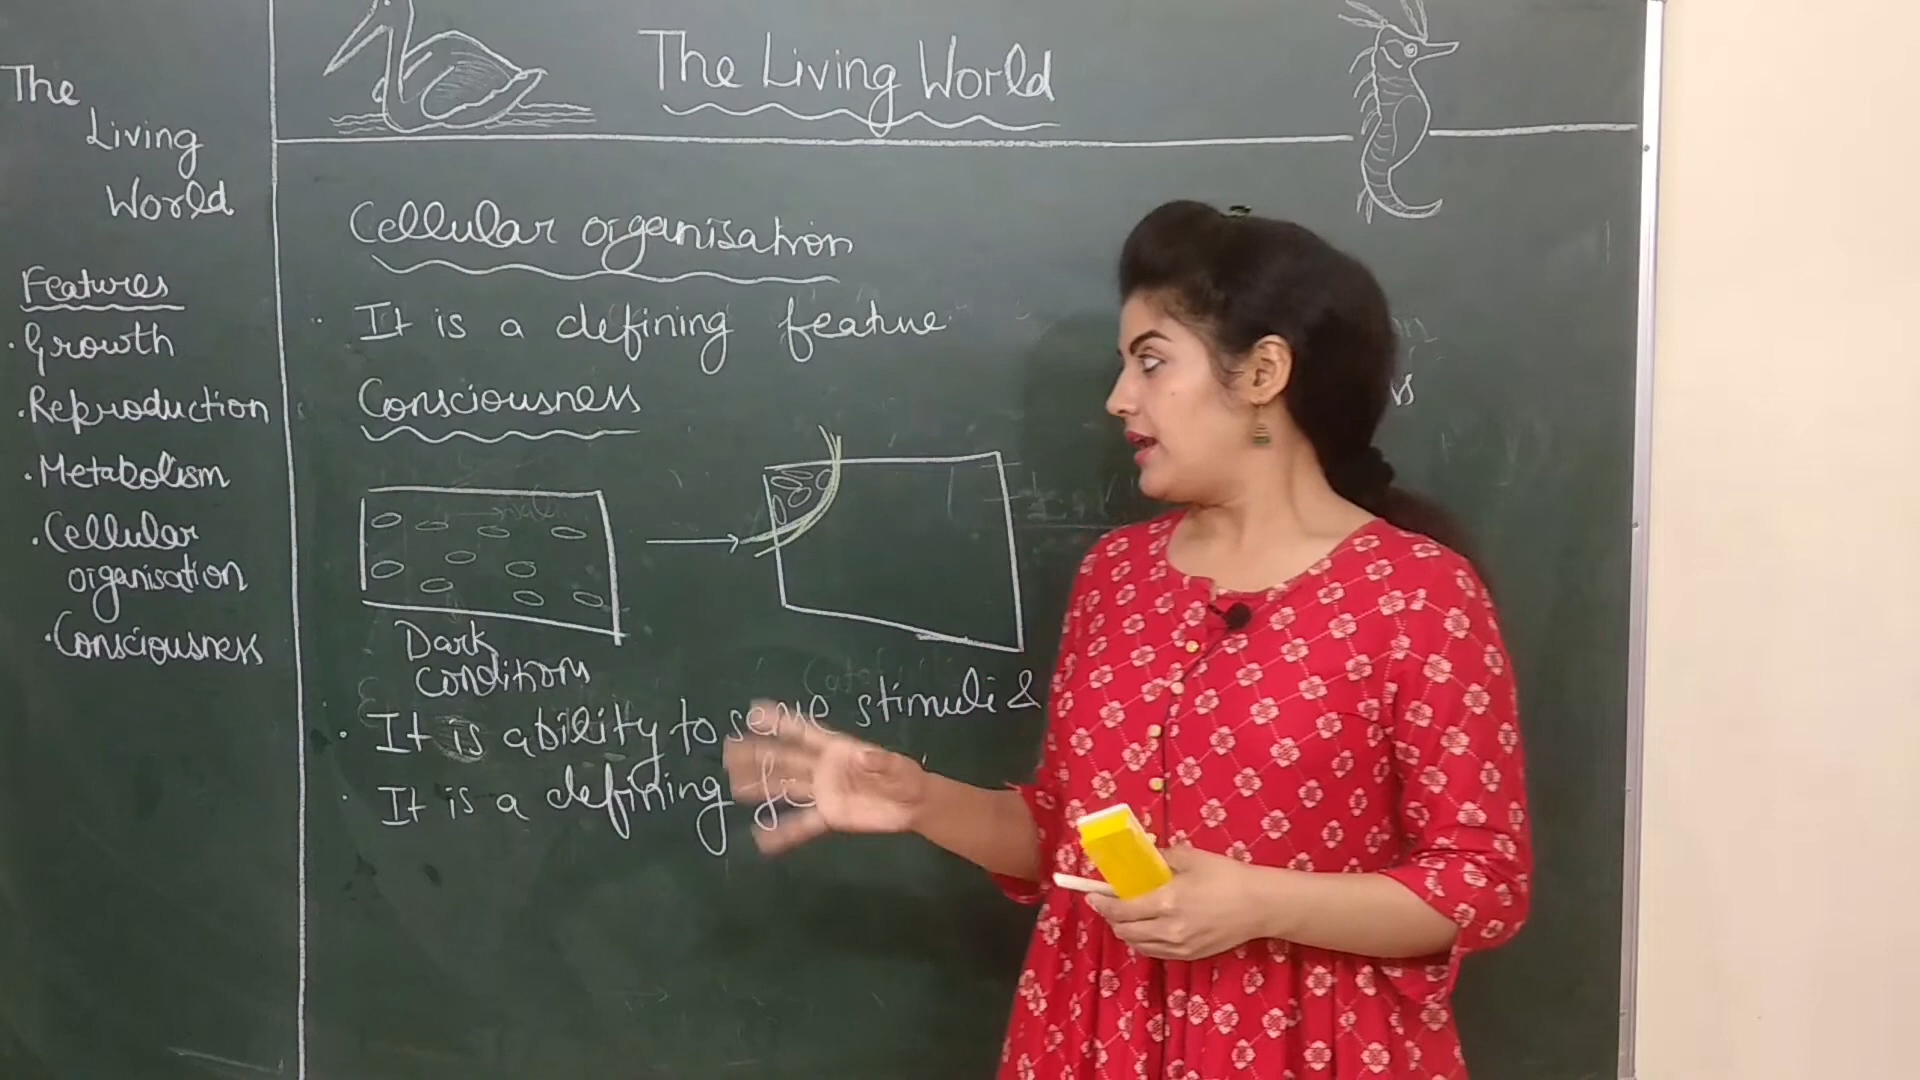 The
Living
World
Features
· Growth
· Reproduction
· Metabolism
· Cellular
organisation
· Consciousness
The Living World
Cellular organisation
· It is a defining feature
Consciousness
Dark
conditions
· It is ability to sense stimuli &
· It is a defining